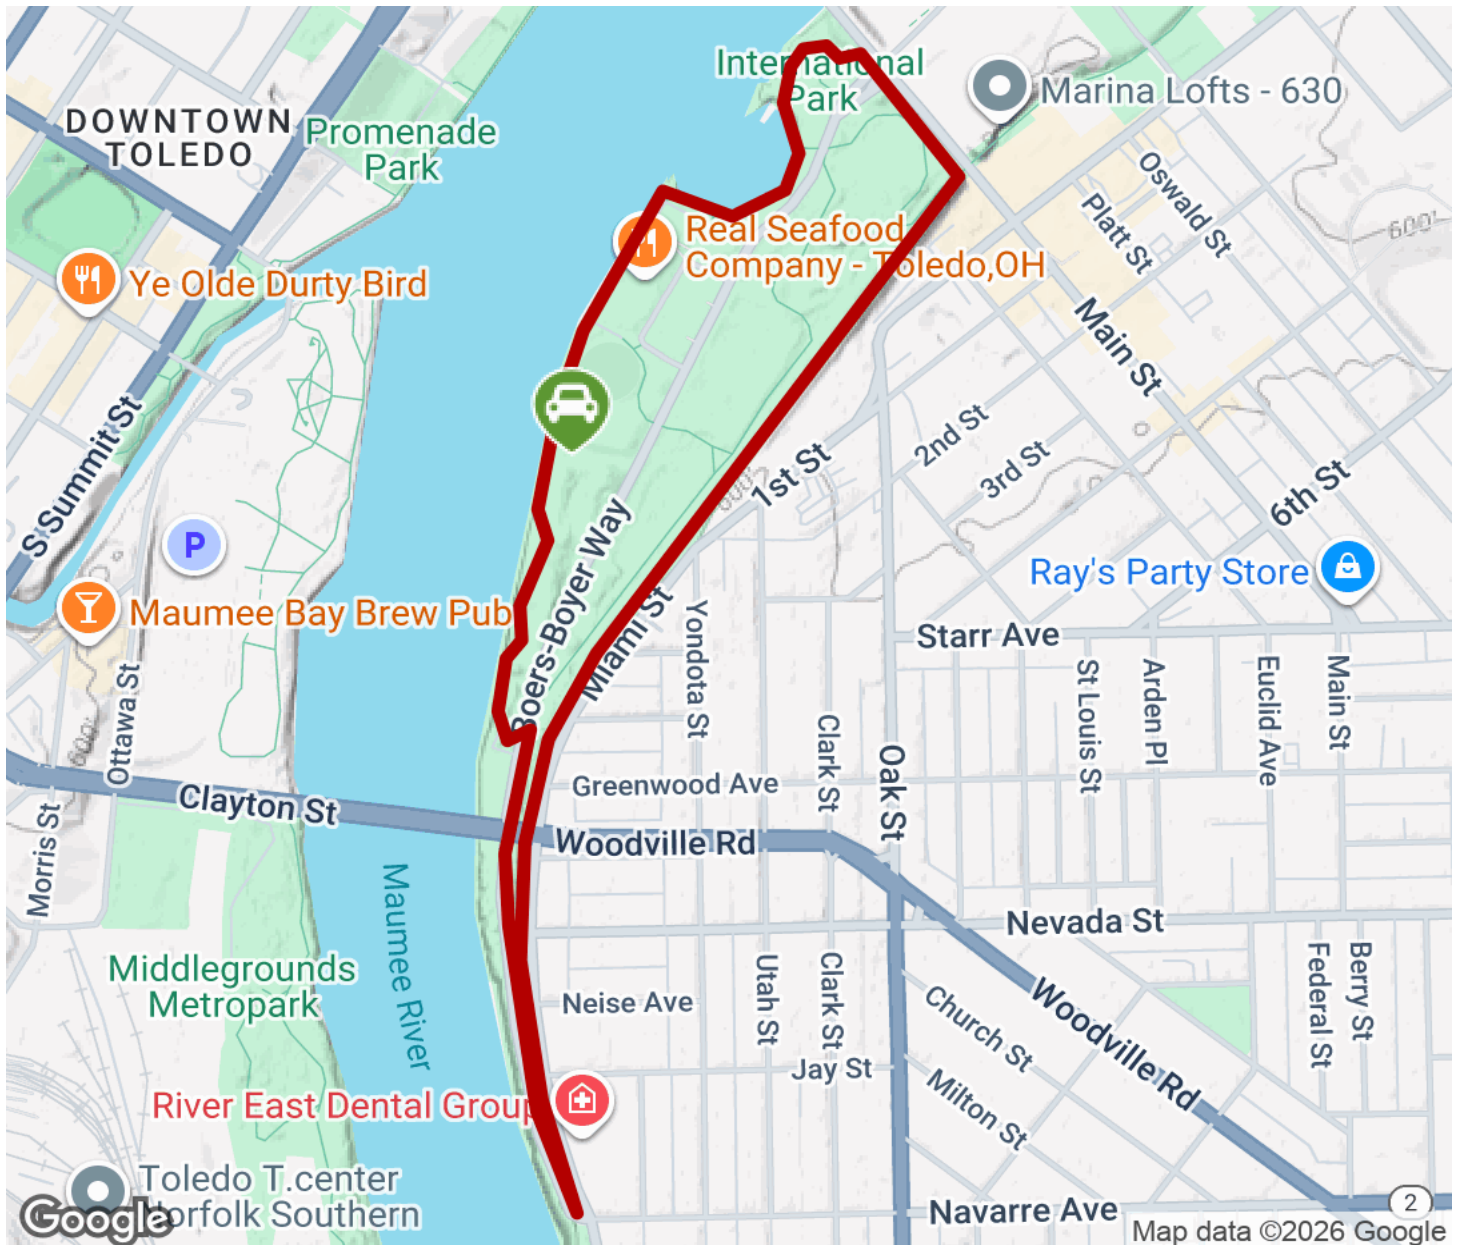 International
Park
Marina Lofts - 630
DOWNTOWN
TOLEDO
Promenade
Park
Oswald St
Platt St
600'
Real Seafood
Company - Toledo,OH
Ye Olde Durty Bird
Main St
S Summit St
2nd St
3rd St
1st St
600'
6th St
P
Ray's Party Store
Maumee Bay Brew Pub
Boers-Boyer Way
Miami St
Yondota St
Starr Ave
Ottawa St
600'
Clark St
Oak St
St Louis St
Arden Pl
Euclid Ave
Main St
Greenwood Ave
Clayton St
Woodville Rd
Morris St
Maumee River
Nevada St
Middlegrounds
Metropark
Neise Ave
Utah St
Clark St
Church St
Woodville Rd
Federal St
Berry St
Jay St
Milton St
River East Dental Group
Toledo T.center
Norfolk Southern
Google
Navarre Ave
2
Map data ©2026 Google